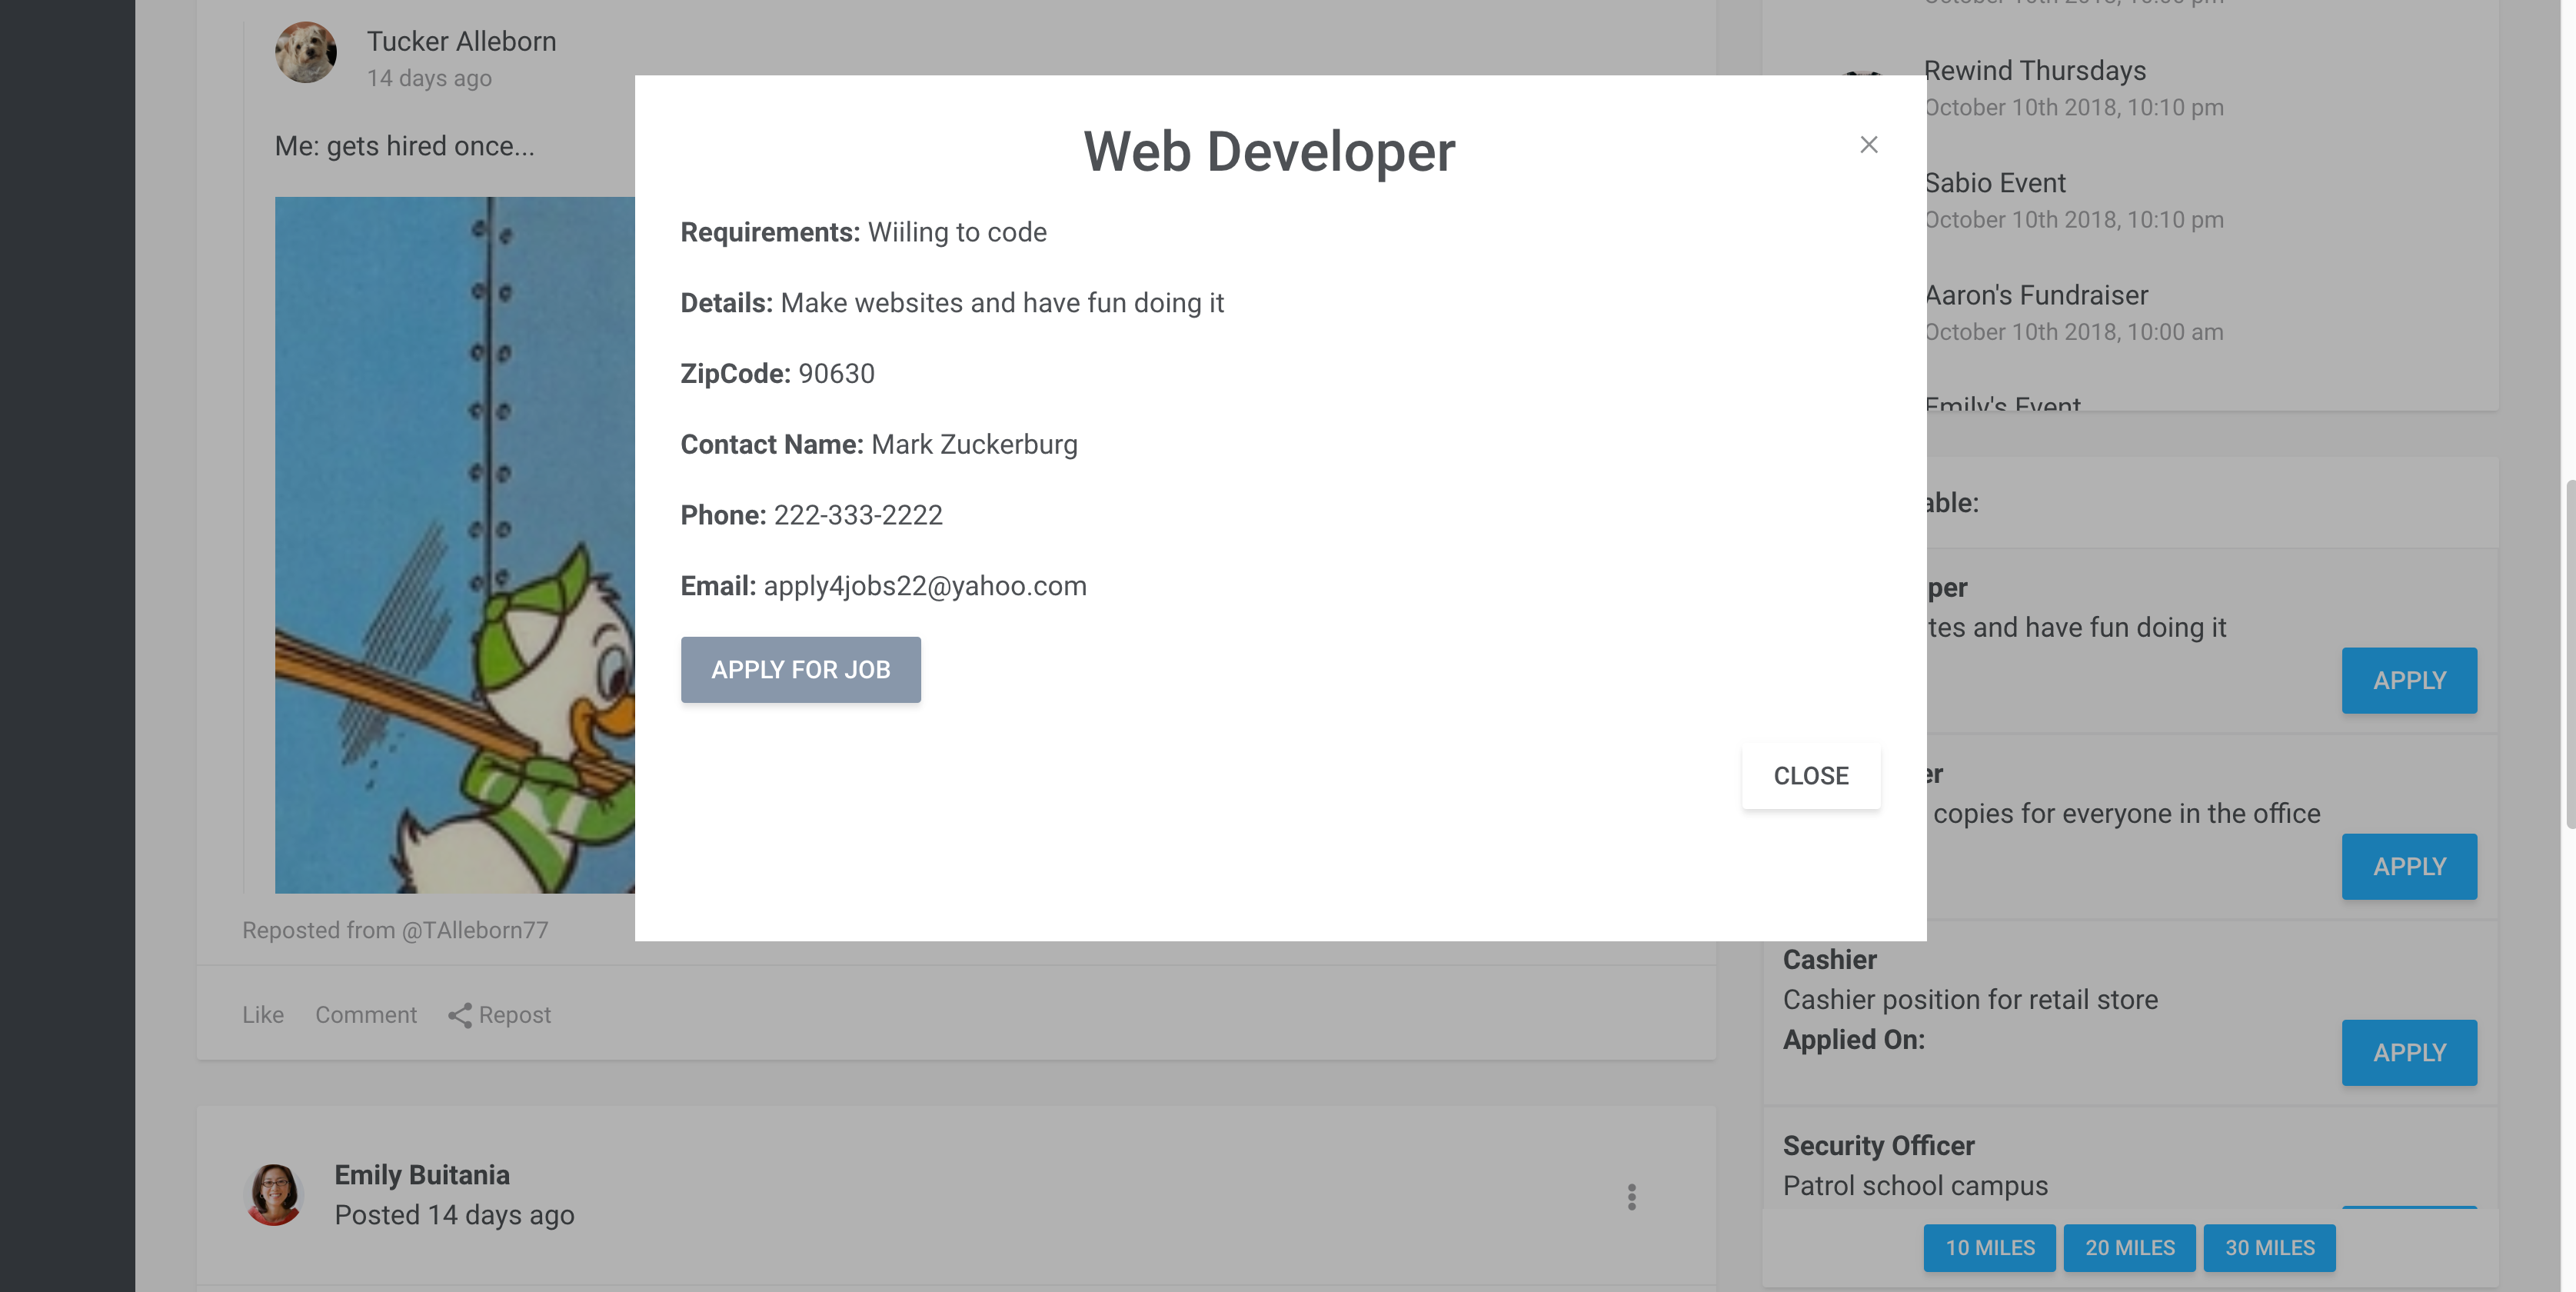 Tucker Alleborn
14 days ago
Me: gets hired once...
Reposted from @TAlleborn77
Like Comment Repost
Emily Buitania
Posted 14 days ago
Web Developer
Requirements: Wiiling to code
Details: Make websites and have fun doing it
ZipCode: 90630
Contact Name: Mark Zuckerburg
Phone: 222-333-2222
Email: apply4jobs22@yahoo.com
APPLY FOR JOB
CLOSE
Rewind Thursdays
October 10th 2018, 10:10 pm
Sabio Event
October 10th 2018, 10:10 pm
Aaron's Fundraiser
October 10th 2018, 10:00 am
Emily's Event
able:
per
tes and have fun doing it
APPLY
er
copies for everyone in the office
APPLY
Cashier
Cashier position for retail store
Applied On:
APPLY
Security Officer
Patrol school campus
10 MILES 20 MILES 30 MILES